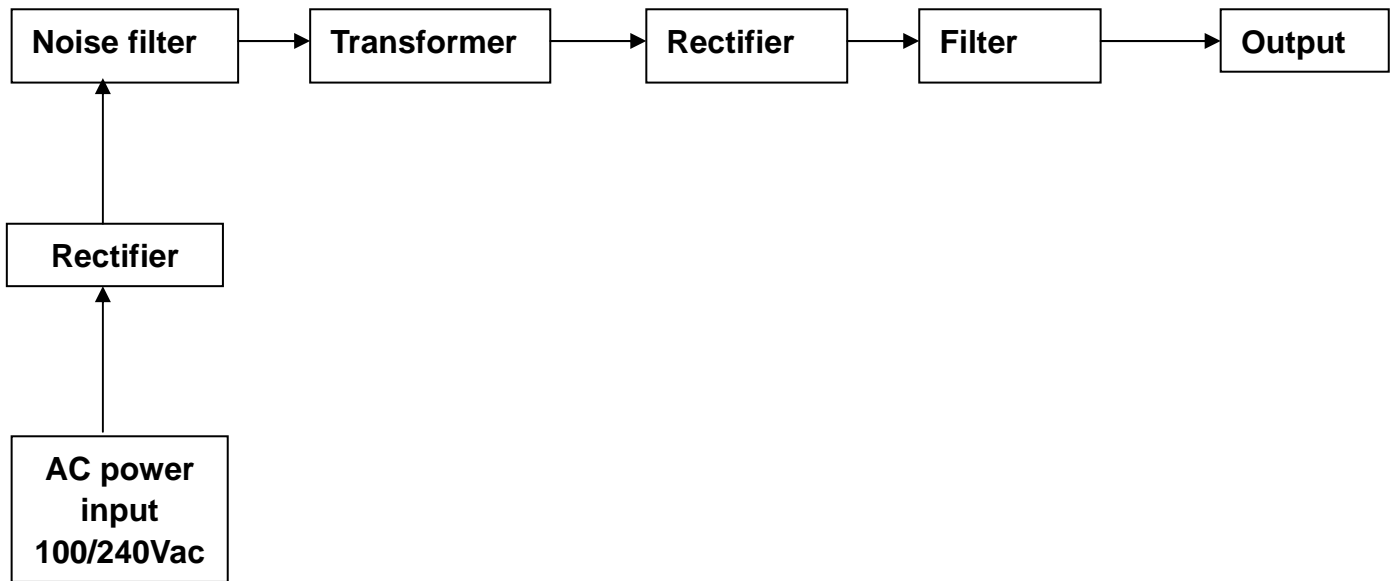 Noise filter
Transformer
Rectifier
Filter
Output
Rectifier
AC power
input
100/240Vac